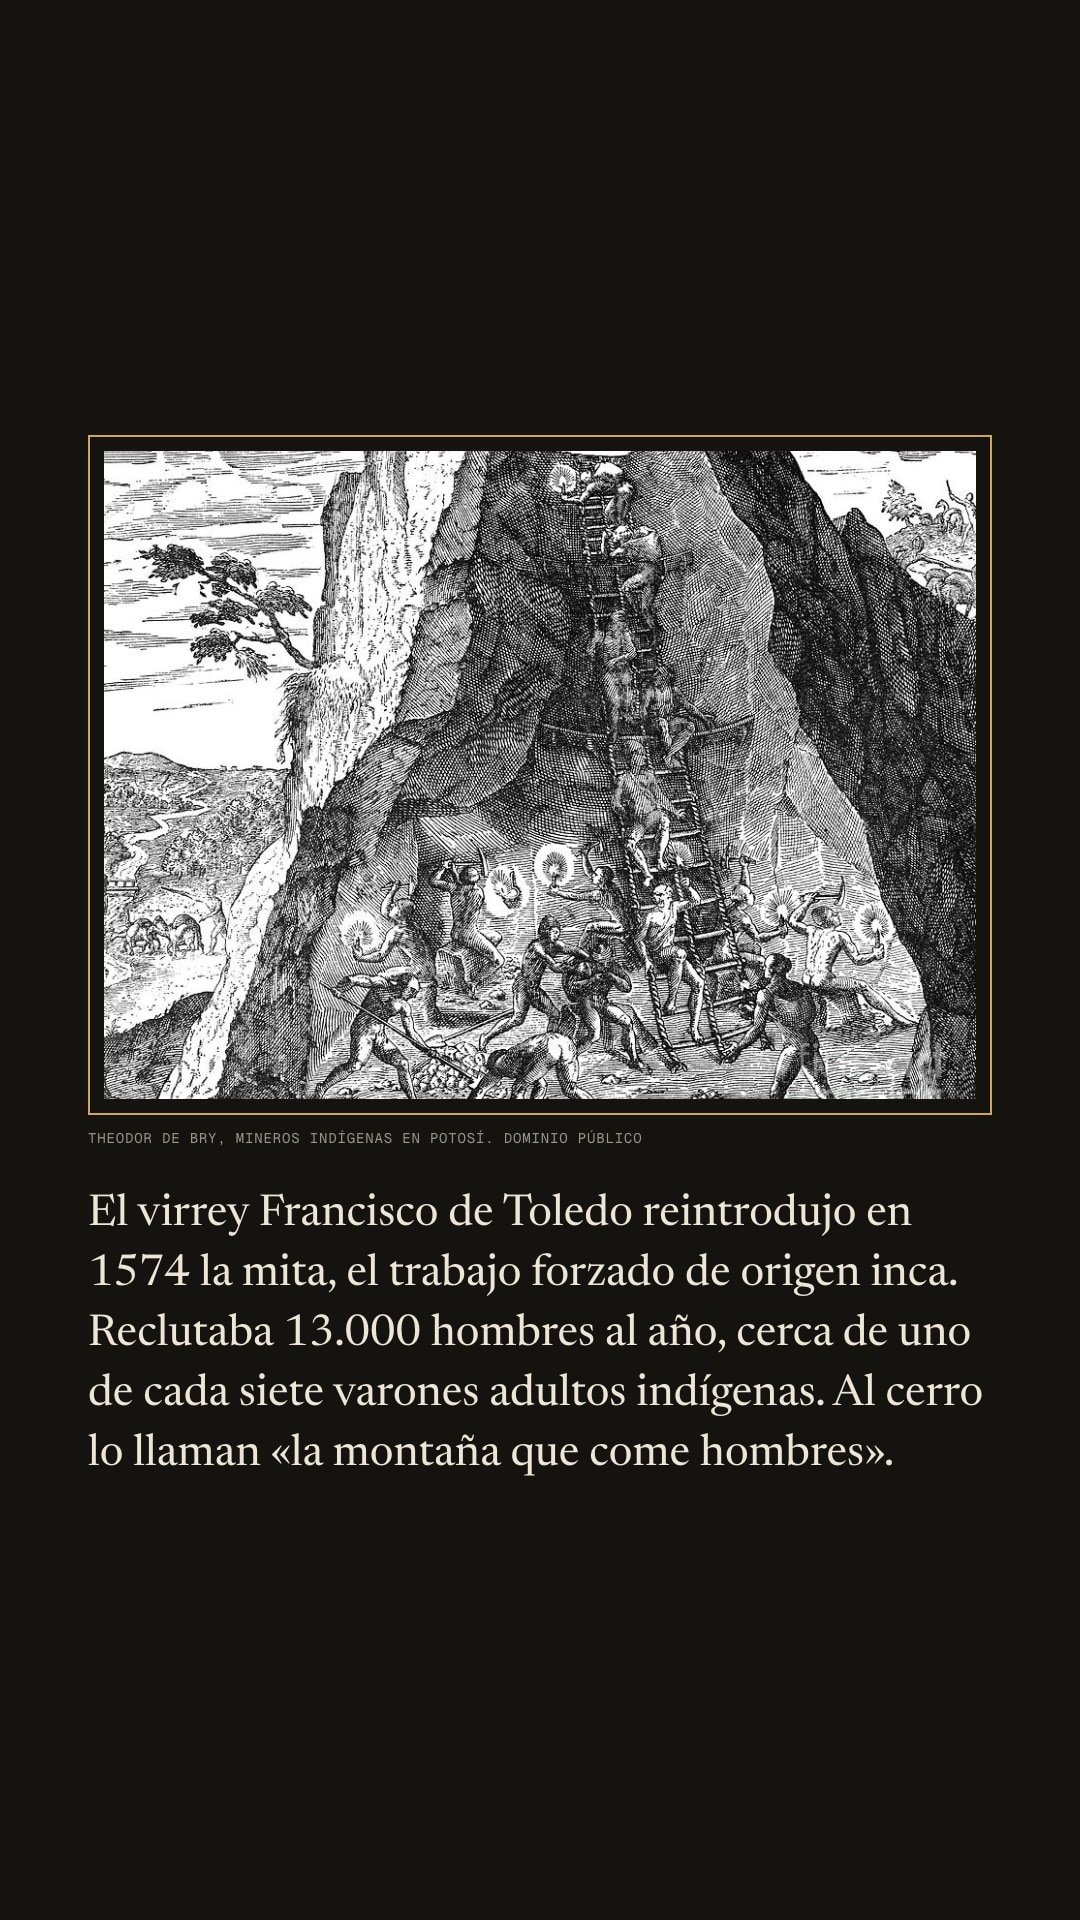 THEODOR DE BRY, MINEROS INDÍGENAS EN POTOSÍ. DOMINIO PÚBLICO
El virrey Francisco de Toledo reintrodujo en
1574 la mita, el trabajo forzado de origen inca.
Reclutaba 13.000 hombres al año, cerca de uno
de cada siete varones adultos indígenas. Al cerro
lo llaman «la montaña que come hombres».